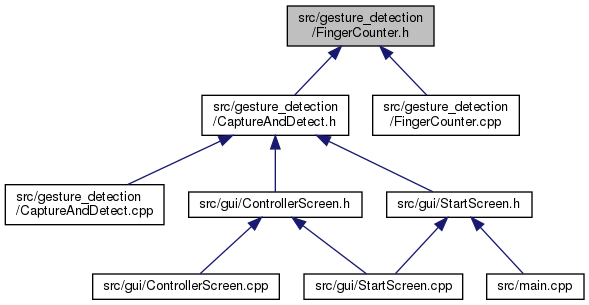 src/gesture_detection
/FingerCounter.h
src/gesture_detection
/CaptureAndDetect.h
src/gesture_detection
/FingerCounter.cpp
src/gesture_detection
/CaptureAndDetect.cpp
src/gui/ControllerScreen.h
src/gui/StartScreen.h
src/gui/ControllerScreen.cpp
src/gui/StartScreen.cpp
src/main.cpp